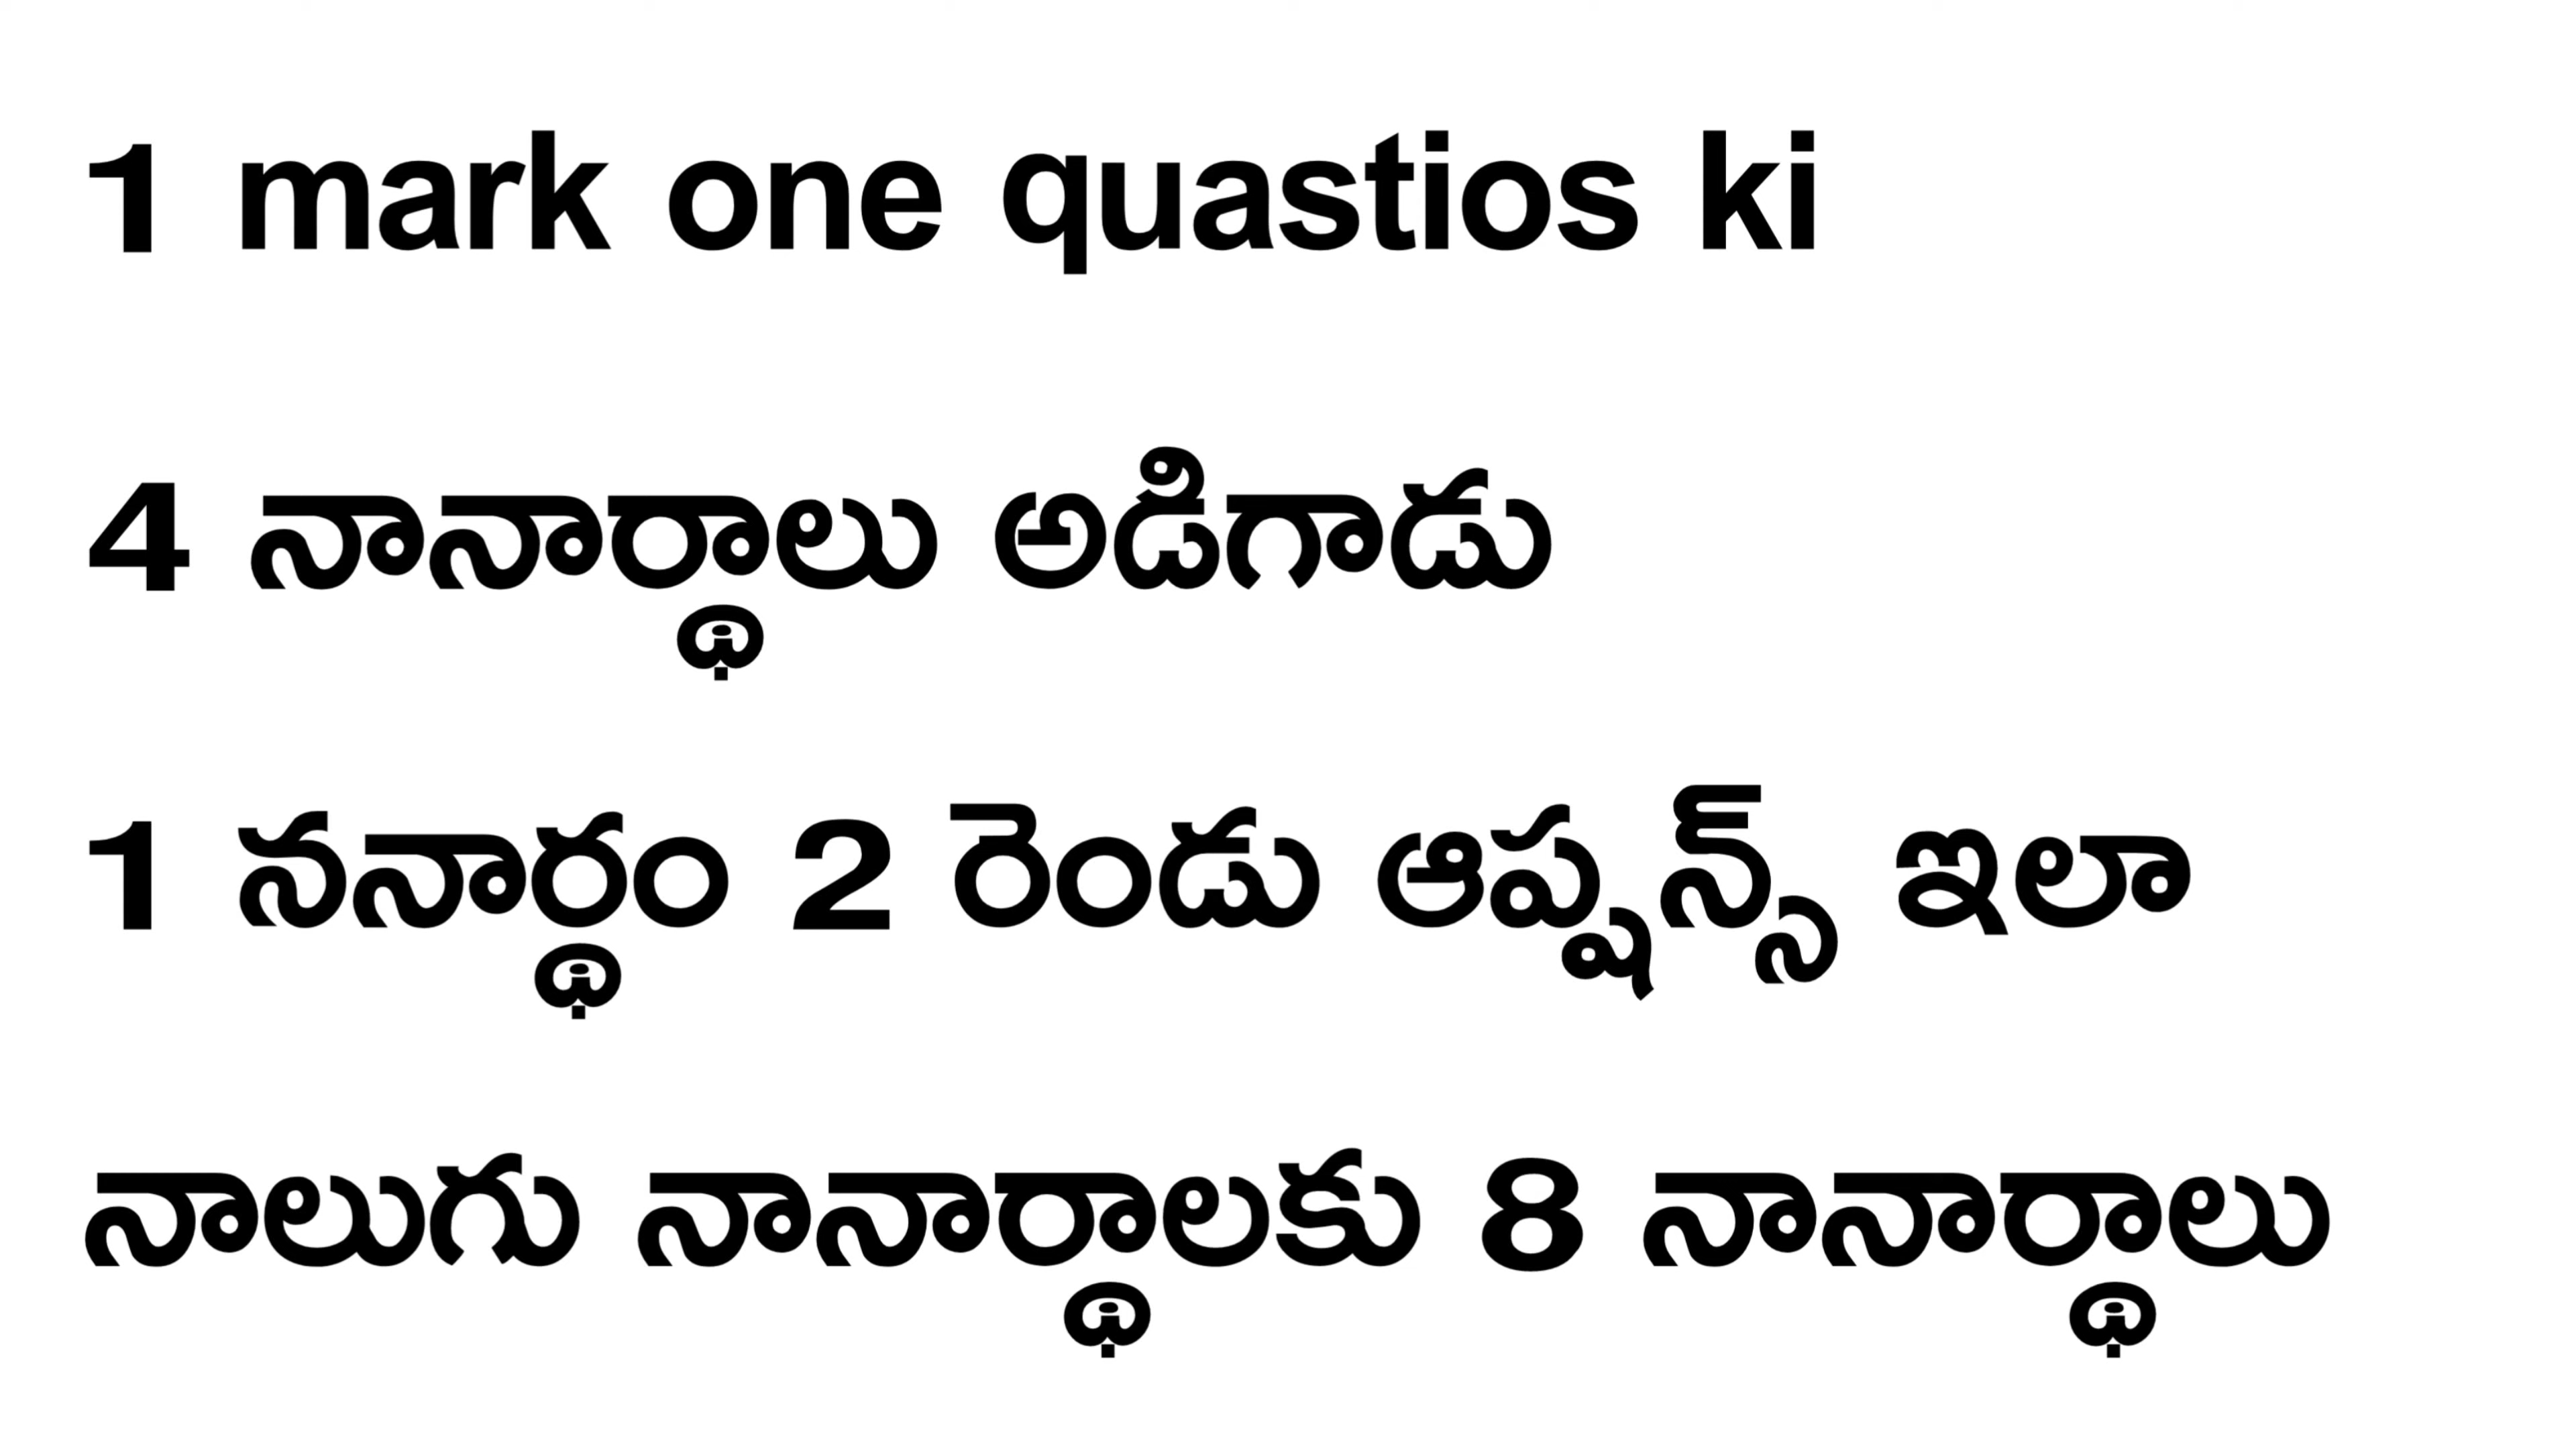 1 mark one quastios ki
4 నానార్థాలు అడిగాడు
1 ననార్థం 2 రెండు ఆప్షన్స్ ఇలా
నాలుగు నానార్థాలకు 8 నానార్థాలు